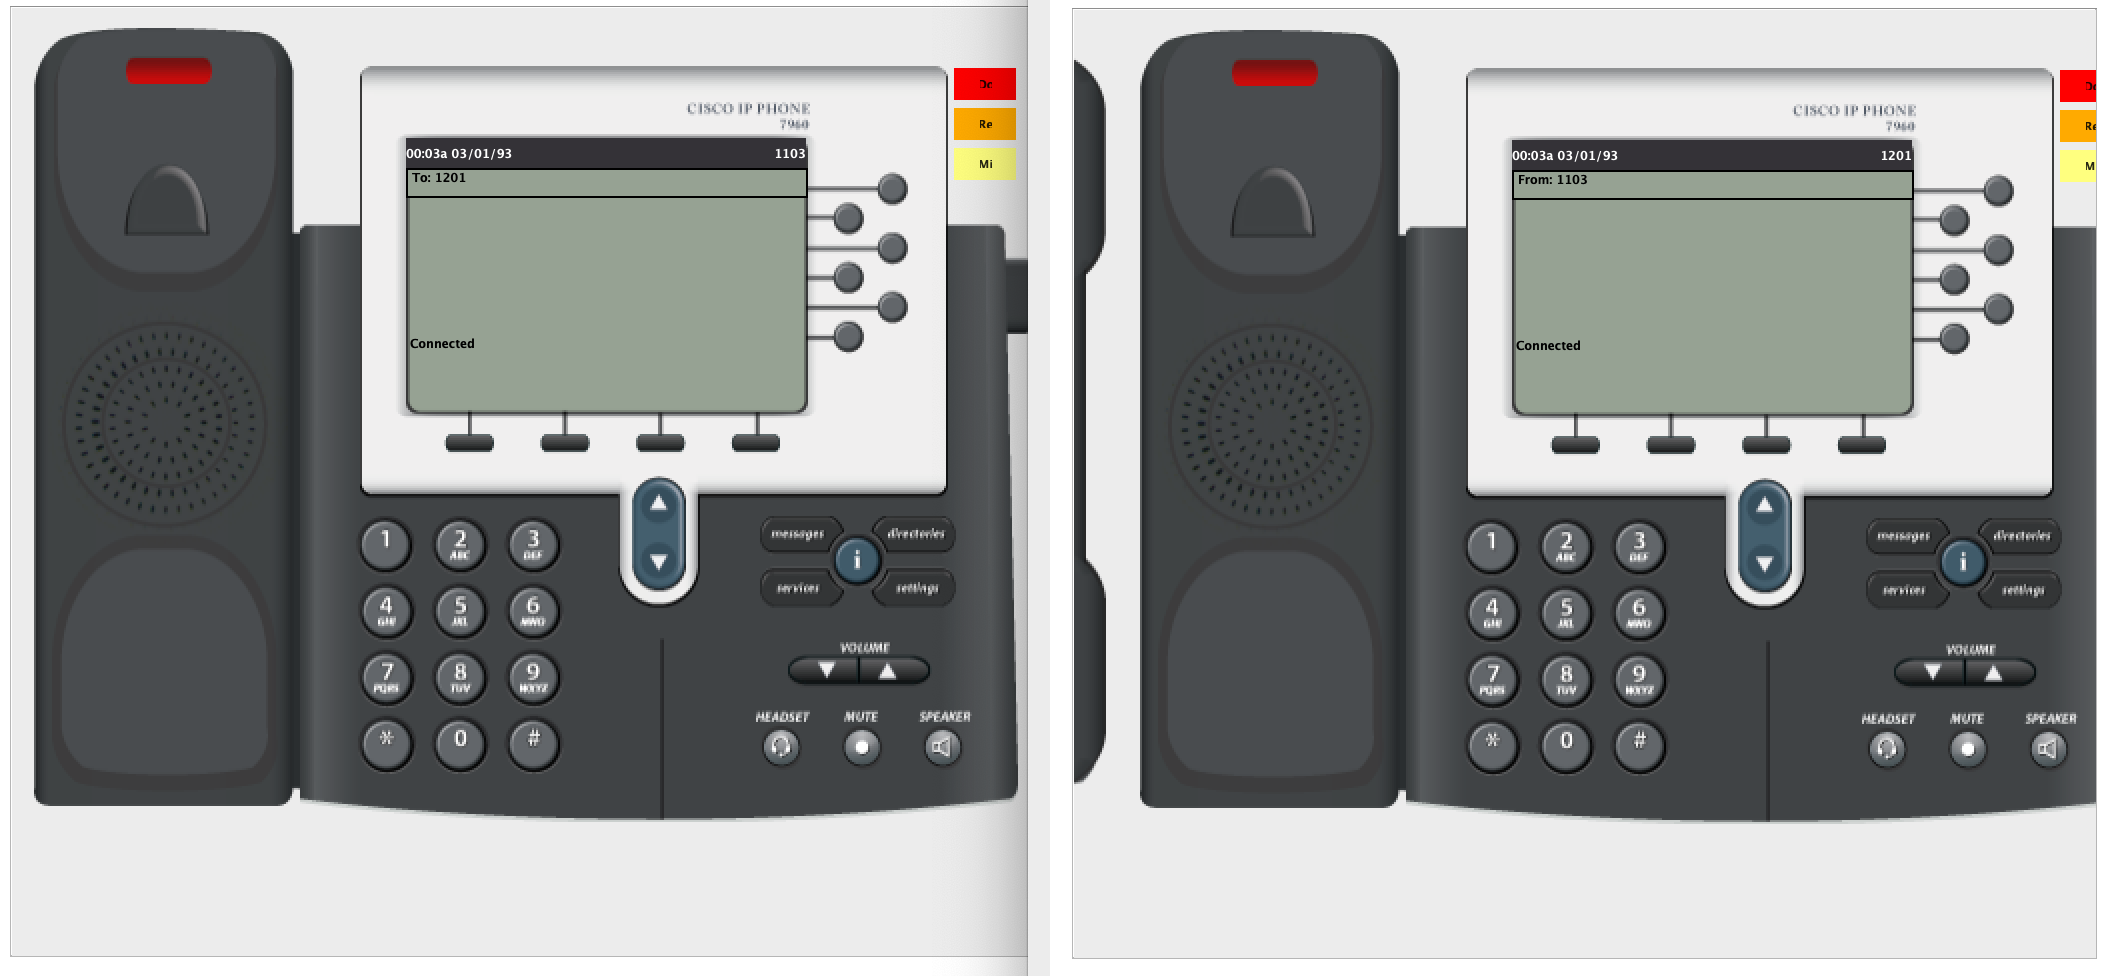 CISCO IP PHONE
7960
00:03a 03/01/93 1103
To: 1201
Connected
Do
Re
Mi
messages directories
i
services settings
1 2 ABC 3 DEF
4 GHI 5 JKL 6 MNO
7 PQRS 8 TUV 9 WXYZ
* 0 #
VOLUME
HEADSET MUTE SPEAKER
CISCO IP PHONE
7960
00:03a 03/01/93 1201
From: 1103
Connected
Re
M
messages directories
i
services settings
1 2 ABC 3 DEF
4 GHI 5 JKL 6 MNO
7 PQRS 8 TUV 9 WXYZ
* 0 #
VOLUME
HEADSET MUTE SPEAKER